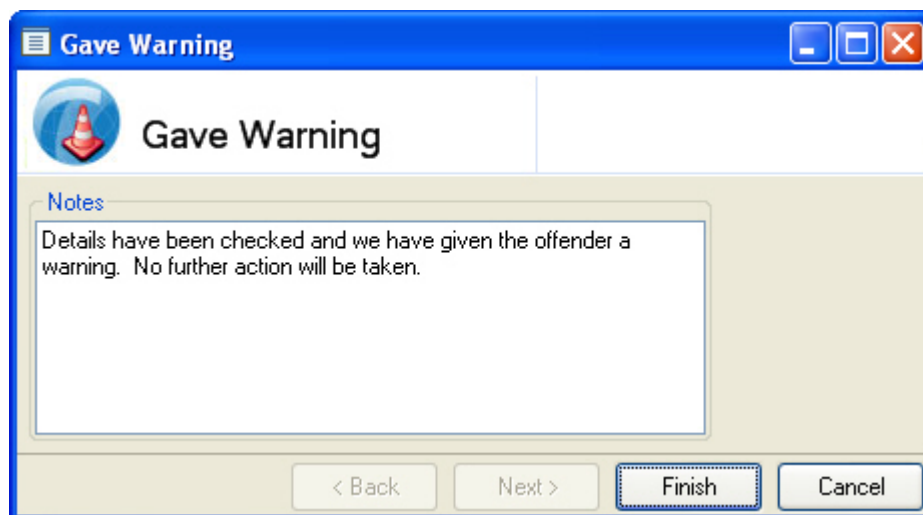 Gave Warning
Gave Warning
Notes
Details have been checked and we have given the offender a
warning.  No further action will be taken.
< Back
Next >
Finish
Cancel